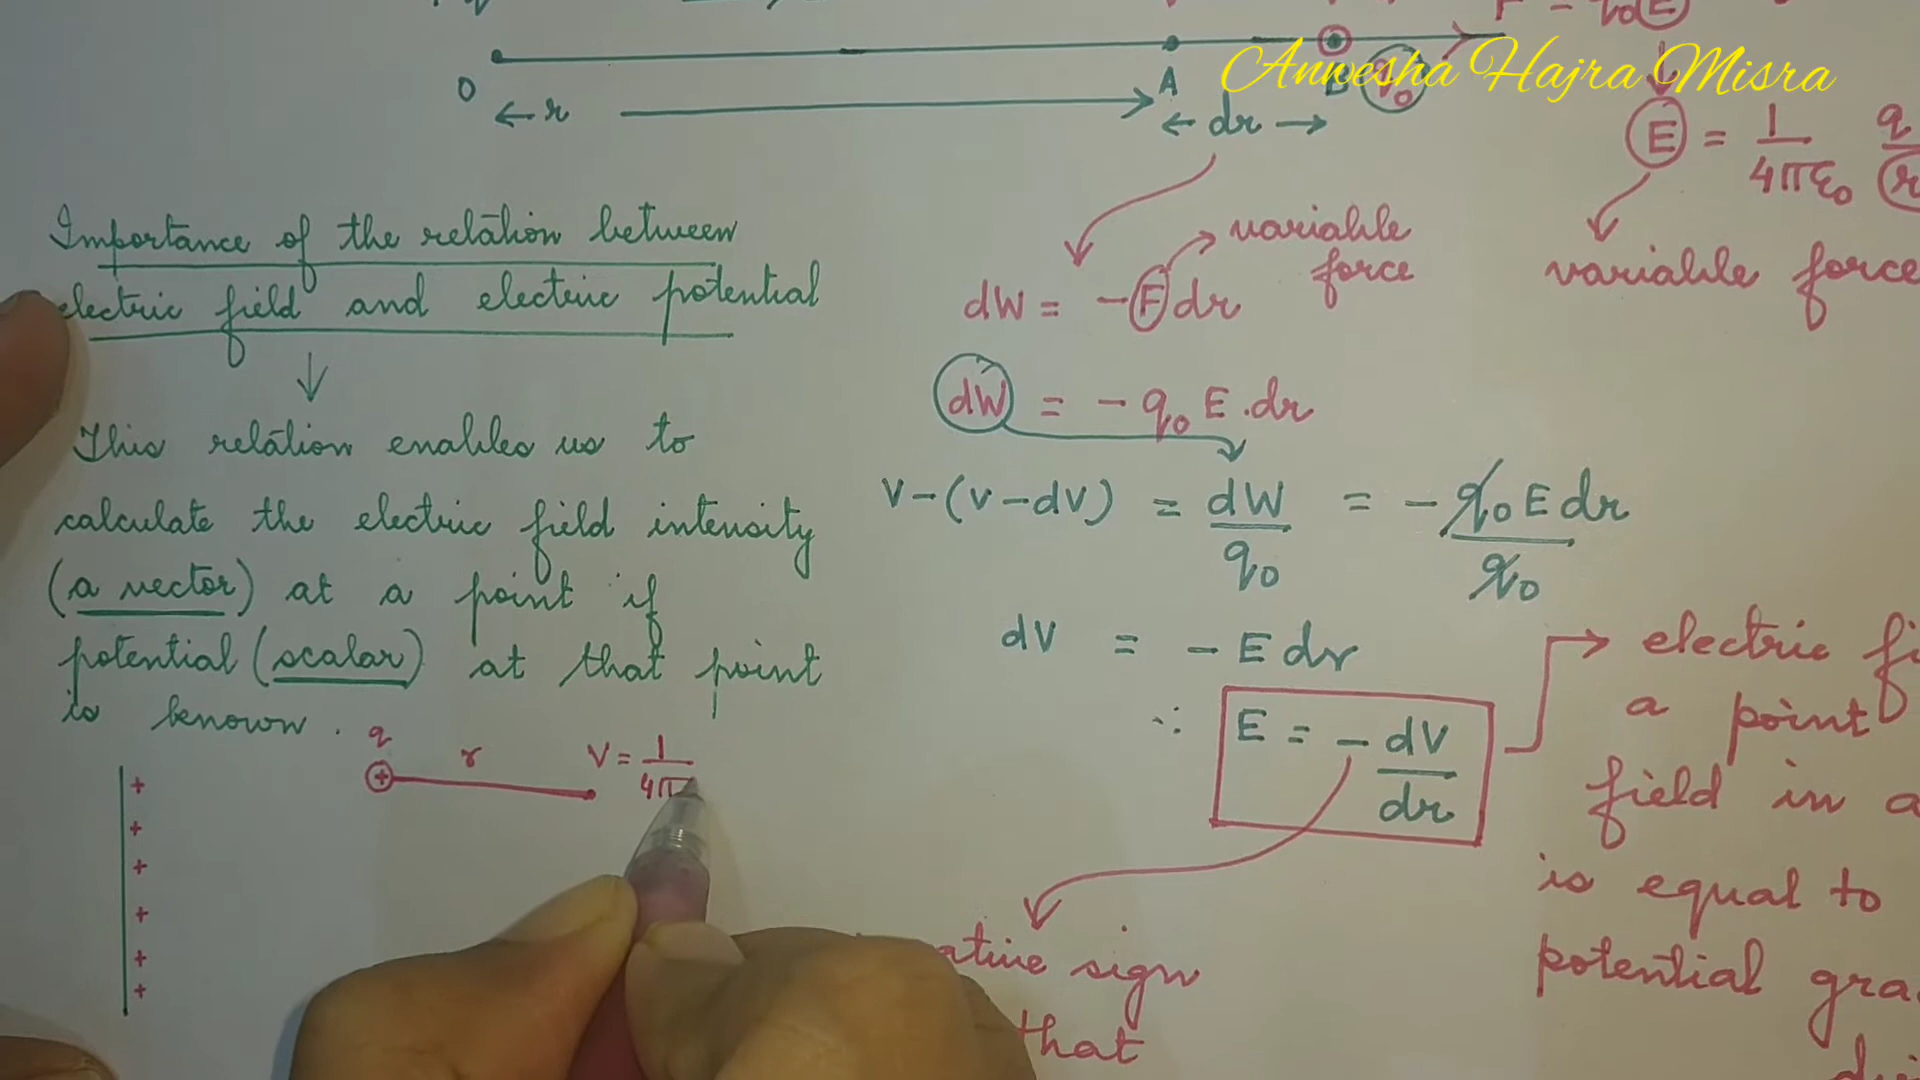 Anwesha Hajra Misra
O
A
B
q₀
← r →
← dr →
E = 1/4πε₀ q/r
variable force
variable force
dW = -F dr
dW = - q₀ E . dr
V-(V-dV) = dW/q₀ = -q₀ E dr/q₀
dV = - E dr
∴ E = - dV/dr
Importance of the relation between
electric field and electric potential
This relation enables us to
calculate the electric field intensity
(a vector) at a point if
potential (scalar) at that point
is known.
q
+ r V = 1/4π
+
+
+
+
+
+
electric
a point
field in a
is equal to
potential
sign
that